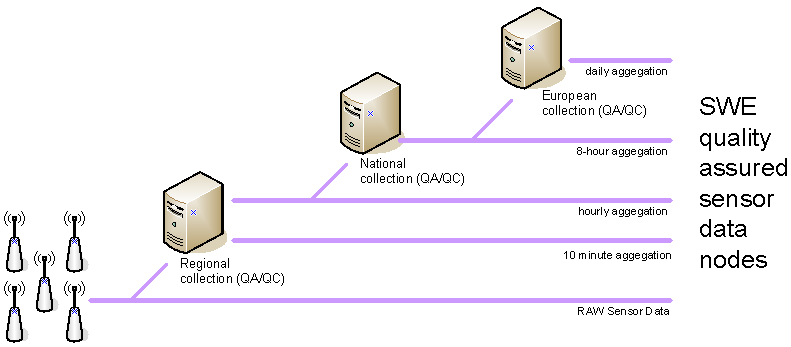 daily aggegation
European
collection (QA/QC)
8-hour aggegation
National
collection (QA/QC)
hourly aggegation
10 minute aggegation
Regional
collection (QA/QC)
RAW Sensor Data
SWE
quality
assured
sensor
data
nodes